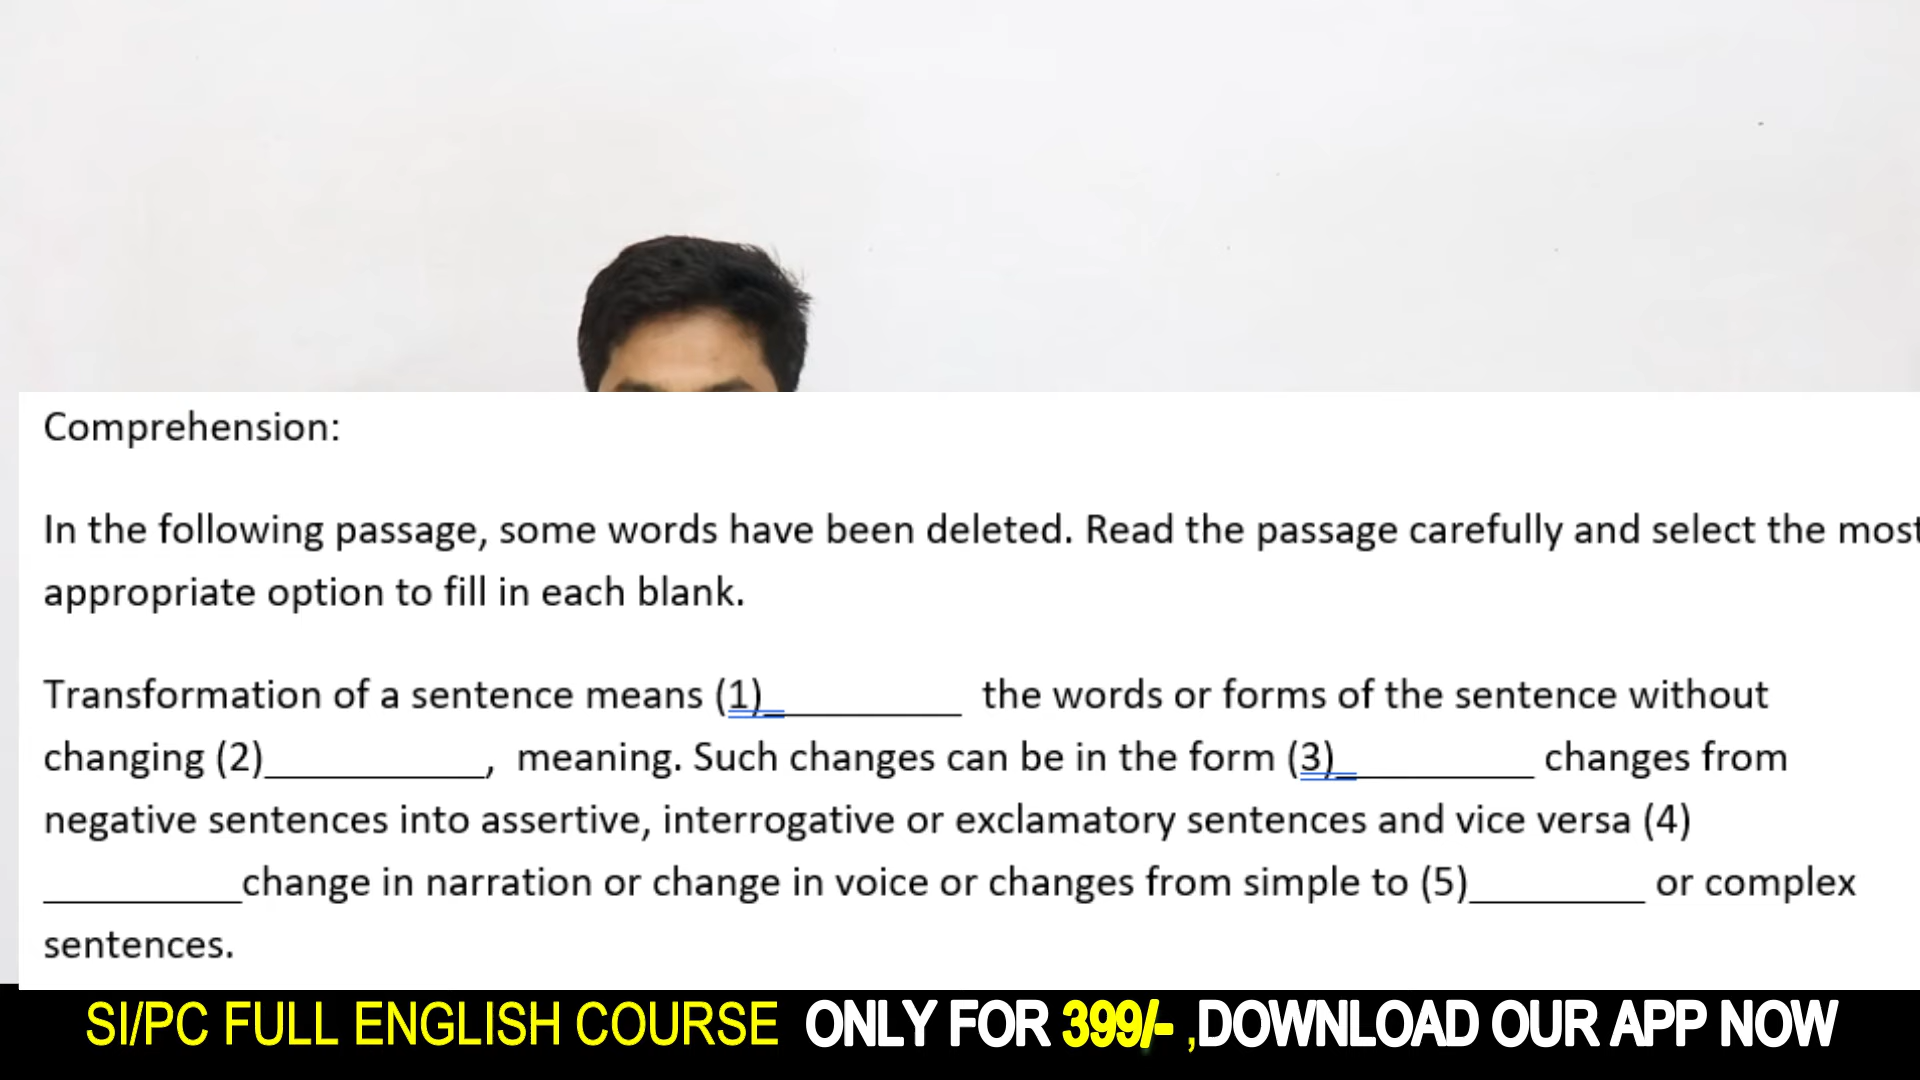 Comprehension:
In the following passage, some words have been deleted. Read the passage carefully and select the most
appropriate option to fill in each blank.
Transformation of a sentence means (1)_________ the words or forms of the sentence without
changing (2)__________, meaning. Such changes can be in the form (3)_________ changes from
negative sentences into assertive, interrogative or exclamatory sentences and vice versa (4)
_________change in narration or change in voice or changes from simple to (5)________ or complex
sentences.
SI/PC FULL ENGLISH COURSE ONLY FOR 399/- ,DOWNLOAD OUR APP NOW